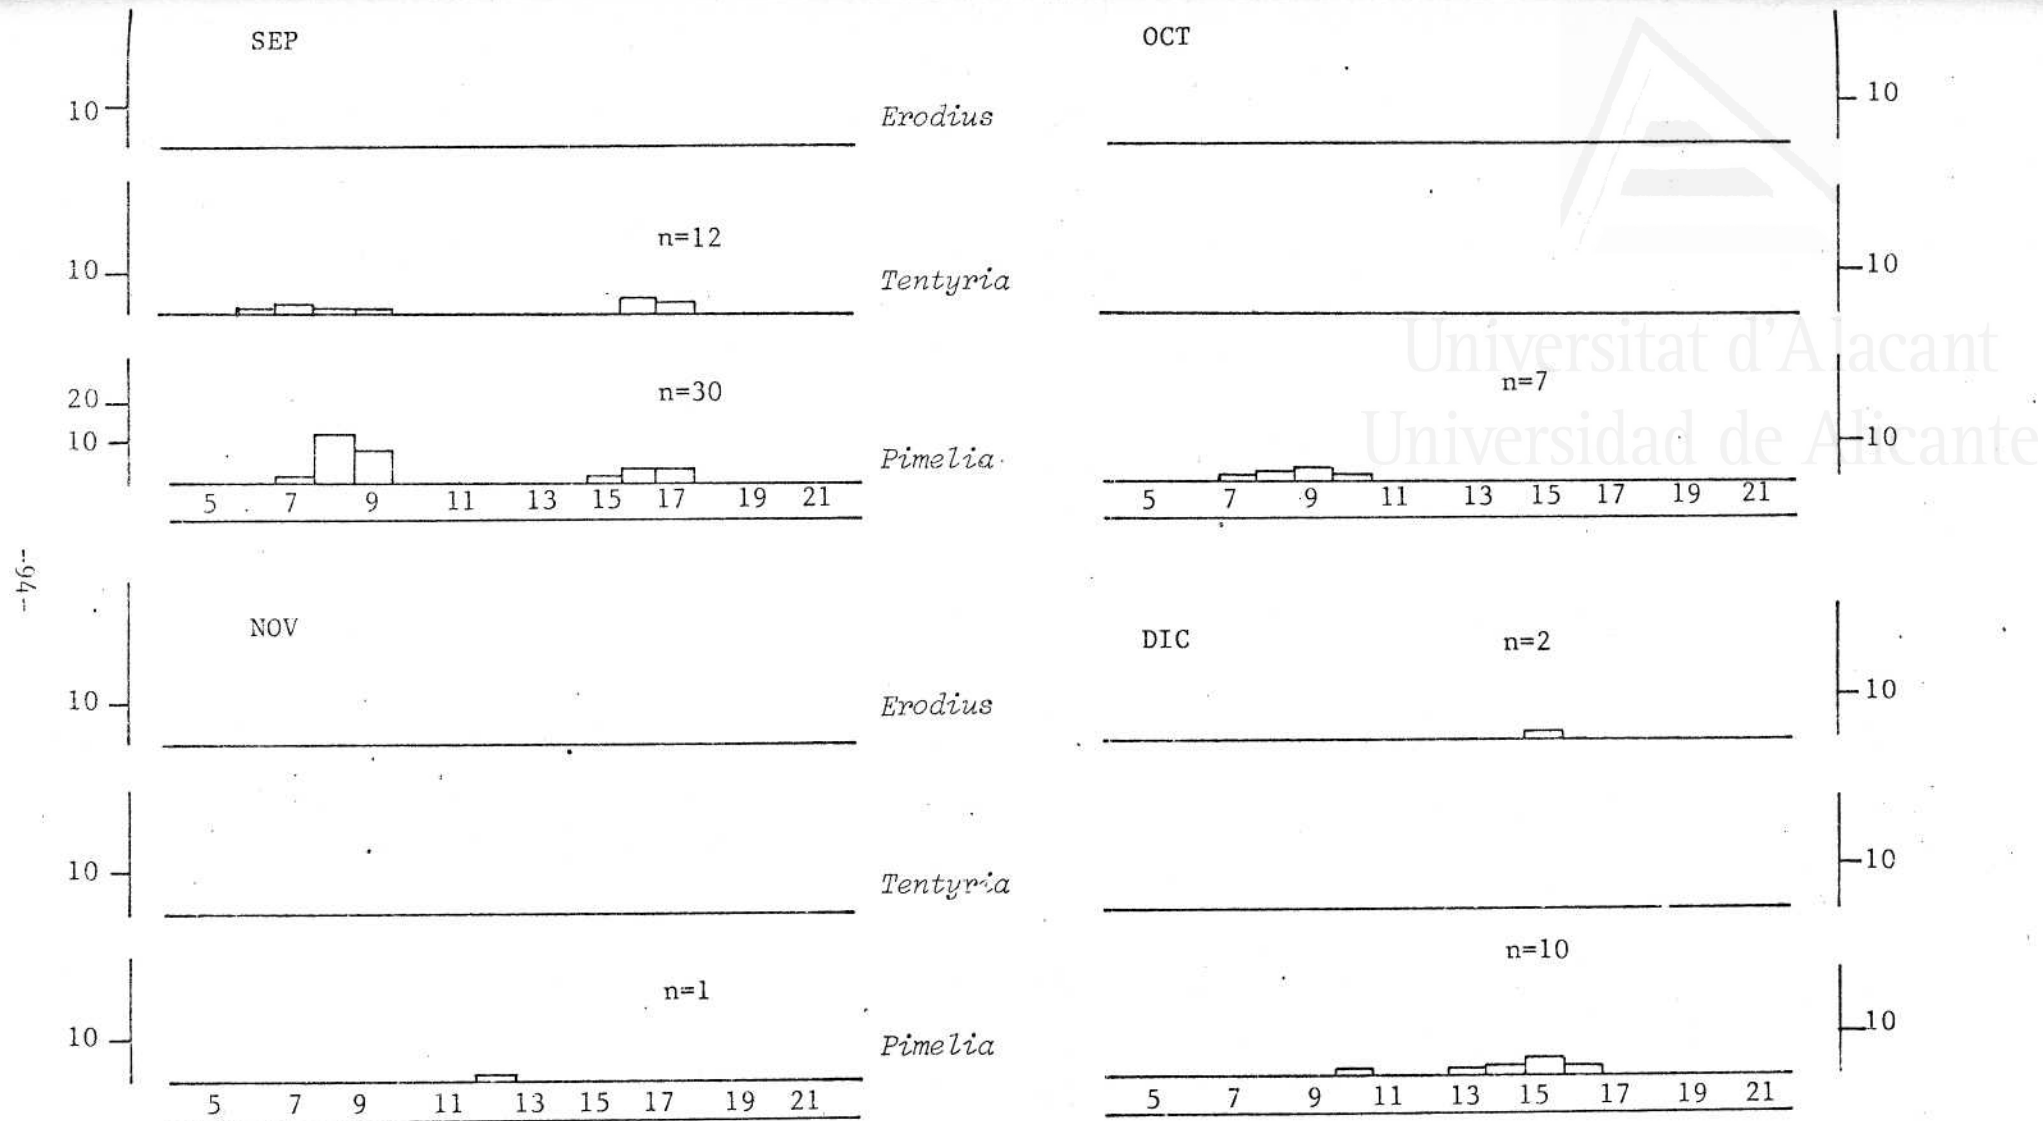 SEP
10
Erodius
n=12
10
Tentyria
n=30
20
10
Pimelia
5 7 9 11 13 15 17 19 21
OCT
10
10
n=7
10
5 7 9 11 13 15 17 19 21
--94--
NOV
10
Erodius
10
Tentyria
n=1
10
Pimelia
5 7 9 11 13 15 17 19 21
DIC
n=2
10
10
n=10
10
5 7 9 11 13 15 17 19 21
Universitat d'Alacant
Universidad de Alicante